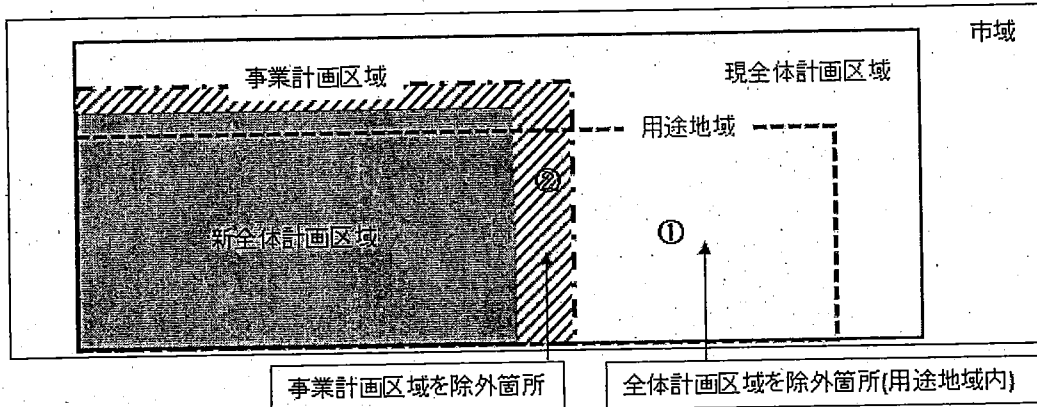 市域
現全体計画区域
事業計画区域
用途地域
②
①
新全体計画区域
事業計画区域を除外箇所
全体計画区域を除外箇所(用途地域内)